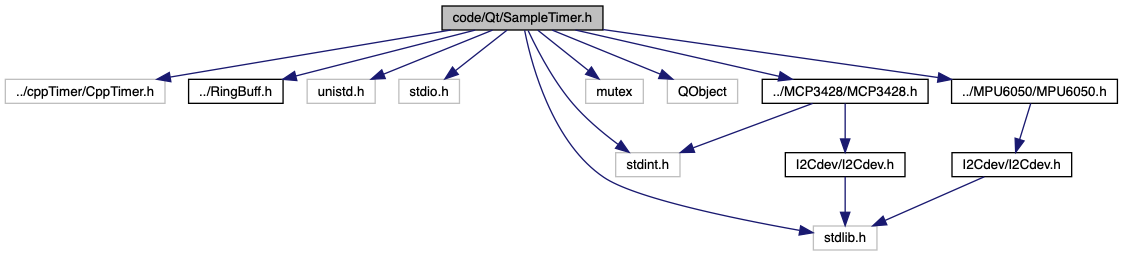 code/Qt/SampleTimer.h
../cppTimer/CppTimer.h
../RingBuff.h
unistd.h
stdio.h
mutex
QObject
../MCP3428/MCP3428.h
../MPU6050/MPU6050.h
stdint.h
I2Cdev/I2Cdev.h
I2Cdev/I2Cdev.h
stdlib.h